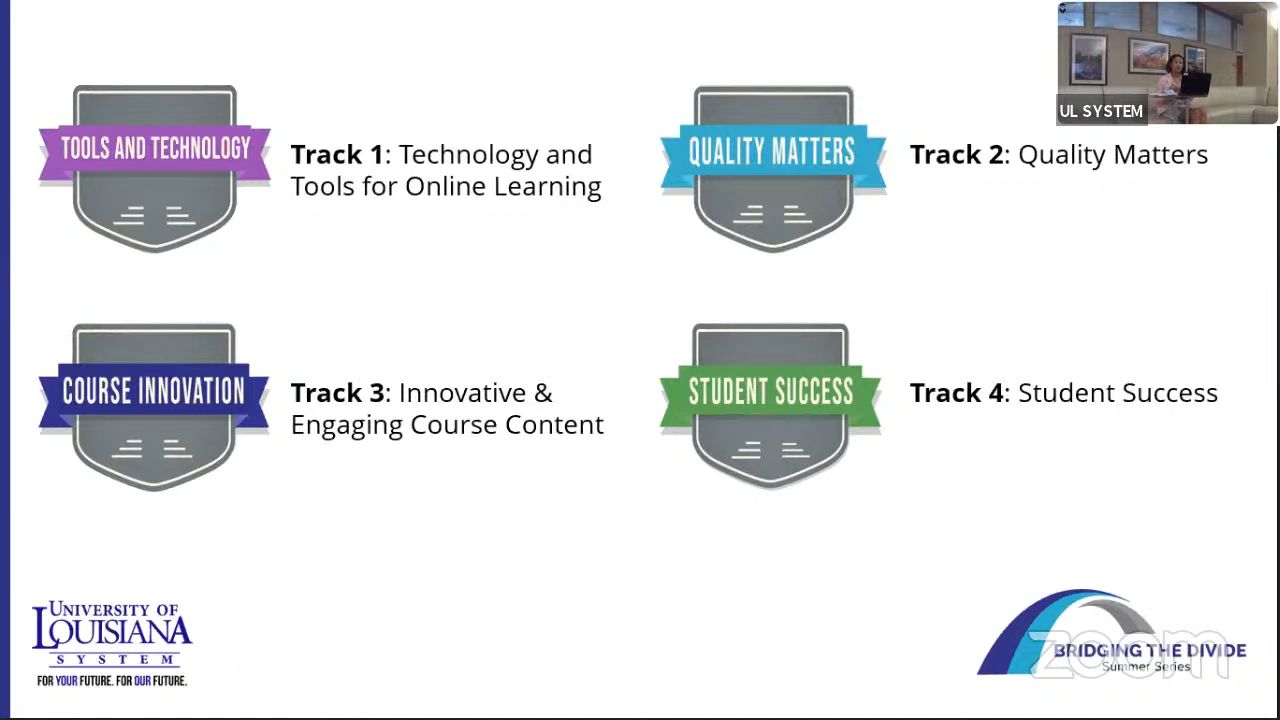 UL SYSTEM
TOOLS AND TECHNOLOGY
Track 1: Technology and
Tools for Online Learning
QUALITY MATTERS
Track 2: Quality Matters
COURSE INNOVATION
Track 3: Innovative &
Engaging Course Content
STUDENT SUCCESS
Track 4: Student Success
UNIVERSITY OF
LOUISIANA
SYSTEM
FOR YOUR FUTURE. FOR OUR FUTURE.
BRIDGING THE DIVIDE
Summer Series
zoom